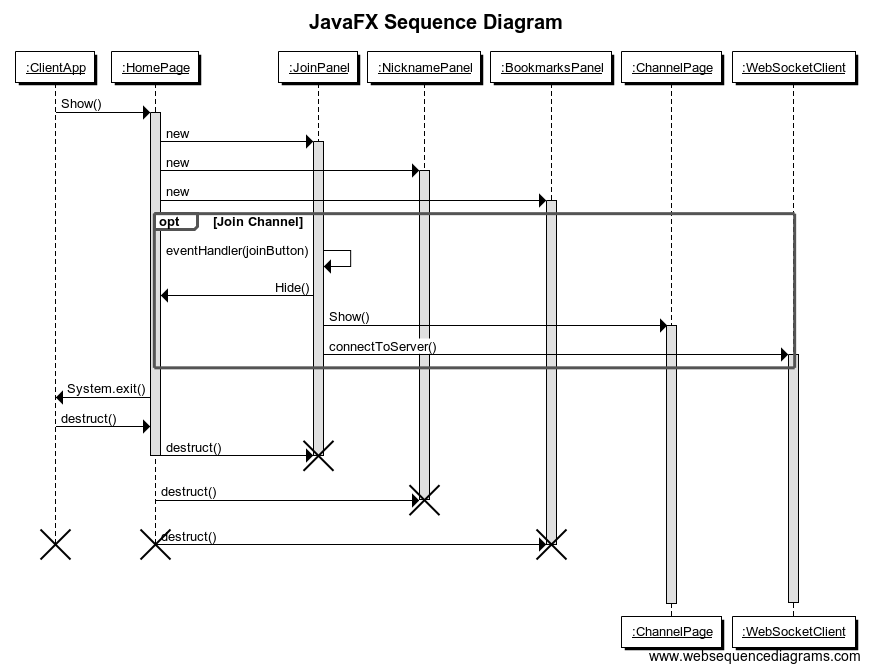 JavaFX Sequence Diagram
:ClientApp
:HomePage
:JoinPanel
:NicknamePanel
:BookmarksPanel
:ChannelPage
:WebSocketClient
Show()
new
new
new
opt
[Join Channel]
eventHandler(joinButton)
Hide()
Show()
connectToServer()
System.exit()
destruct()
destruct()
destruct()
destruct()
:ChannelPage
:WebSocketClient
www.websequencediagrams.com